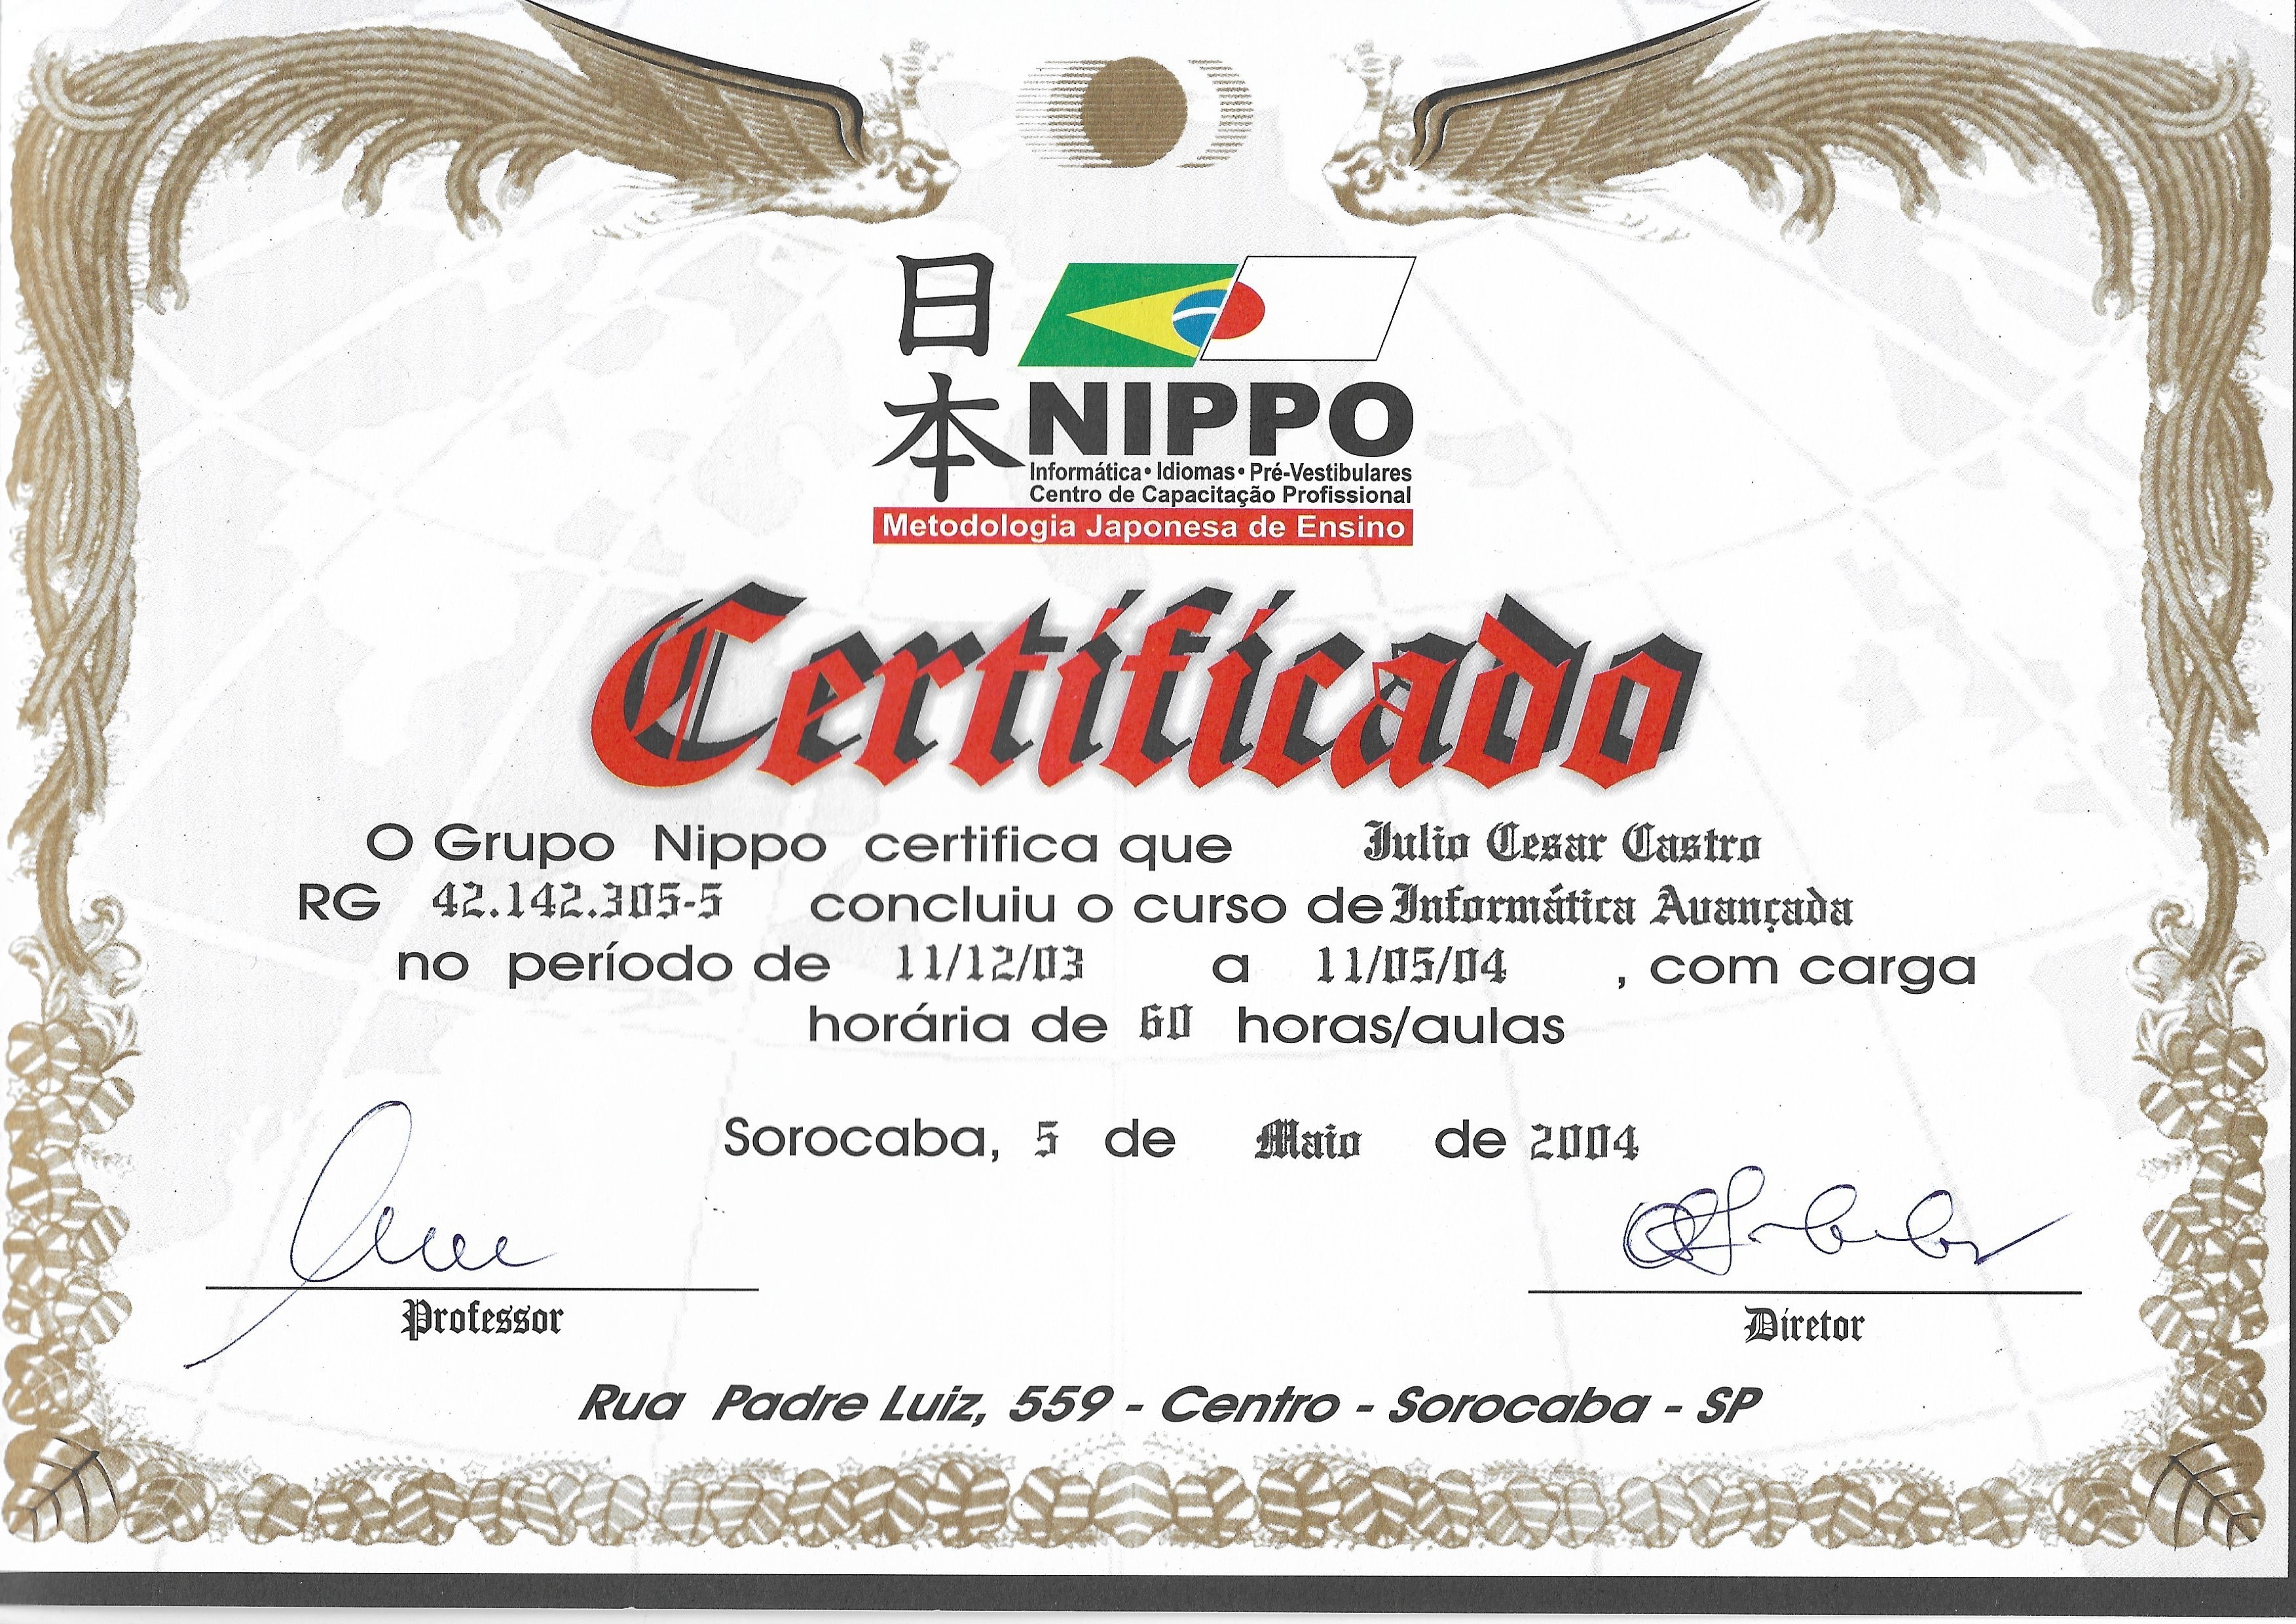 日本
NIPPO
Informática • Idiomas • Pré-Vestibulares
Centro de Capacitação Profissional
Metodologia Japonesa de Ensino
Certificado
O Grupo Nippo certifica que Julio Cesar Castro
RG 42.142.305-5 concluiu o curso de Informática Avançada
no período de 11/12/03 a 11/05/04 , com carga
horária de 60 horas/aulas
Sorocaba, 5 de Maio de 2004
Professor
Diretor
Rua Padre Luiz, 559 - Centro - Sorocaba - SP